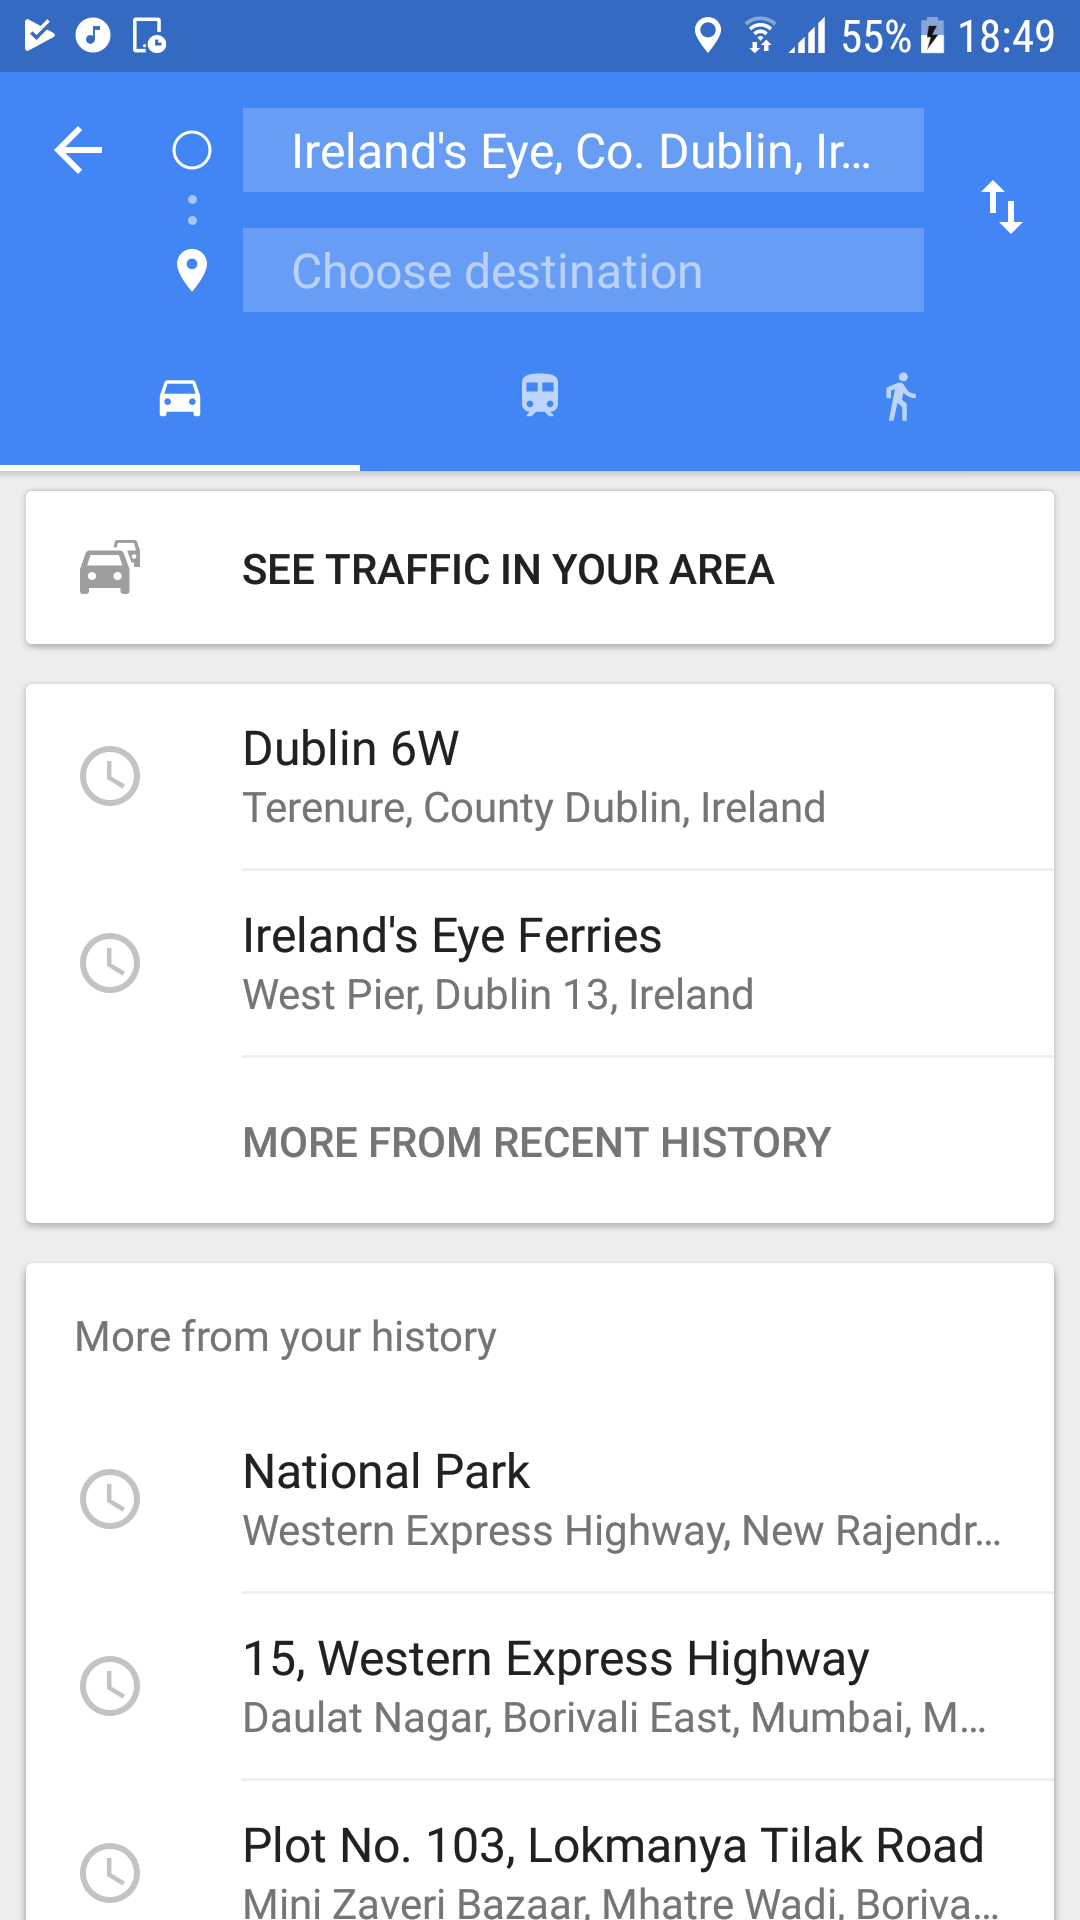 55% 18:49
Ireland's Eye, Co. Dublin, Ir...
Choose destination
SEE TRAFFIC IN YOUR AREA
Dublin 6W
Terenure, County Dublin, Ireland
Ireland's Eye Ferries
West Pier, Dublin 13, Ireland
MORE FROM RECENT HISTORY
More from your history
National Park
Western Express Highway, New Rajendr...
15, Western Express Highway
Daulat Nagar, Borivali East, Mumbai, M...
Plot No. 103, Lokmanya Tilak Road
Mini Zaveri Bazaar, Mhatre Wadi, Boriva...